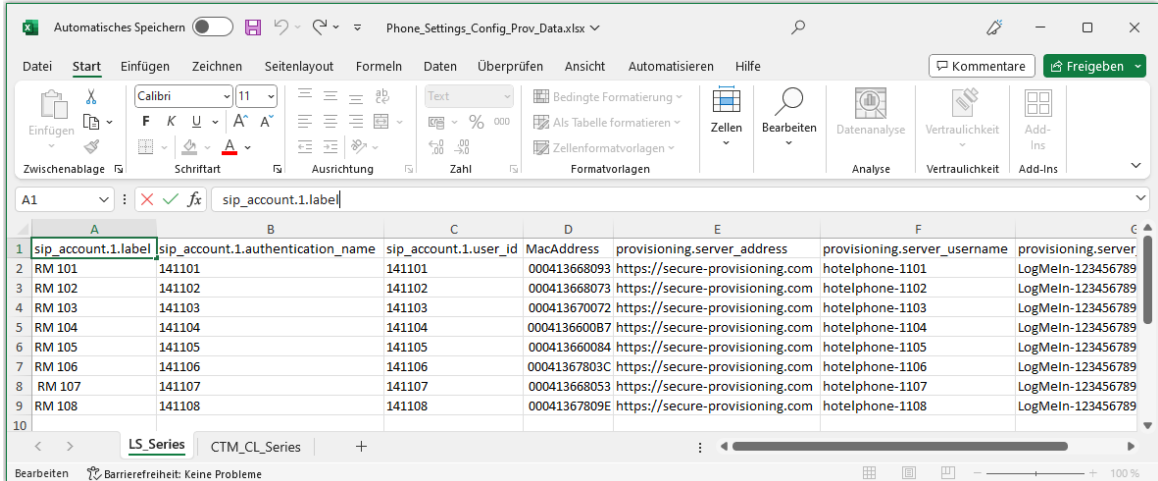 Automatisches Speichern Phone_Settings_Config_Prov_Data.xlsx
Datei Start Einfügen Zeichnen Seitenlayout Formeln Daten Überprüfen Ansicht Automatisieren Hilfe Kommentare Freigeben
Einfügen Calibri 11 Text Bedingte Formatierung Zellen Bearbeiten Datenanalyse Vertraulichkeit Add-Ins
F K U A A ab % 000 Als Tabelle formatieren
A Zellenformatvorlagen
Zwischenablage Schriftart Ausrichtung Zahl Formatvorlagen Analyse Vertraulichkeit Add-Ins
A1 fx sip_account.1.label
A B C D E F G
1 sip_account.1.label sip_account.1.authentication_name sip_account.1.user_id MacAddress provisioning.server_address provisioning.server_username provisioning.server_
2 RM 101 141101 141101 000413668093 https://secure-provisioning.com hotelphone-1101 LogMeIn-123456789
3 RM 102 141102 141102 000413668073 https://secure-provisioning.com hotelphone-1102 LogMeIn-123456789
4 RM 103 141103 141103 000413670072 https://secure-provisioning.com hotelphone-1103 LogMeIn-123456789
5 RM 104 141104 141104 0004136600B7 https://secure-provisioning.com hotelphone-1104 LogMeIn-123456789
6 RM 105 141105 141105 000413660084 https://secure-provisioning.com hotelphone-1105 LogMeIn-123456789
7 RM 106 141106 141106 00041367803C https://secure-provisioning.com hotelphone-1106 LogMeIn-123456789
8 RM 107 141107 141107 000413668053 https://secure-provisioning.com hotelphone-1107 LogMeIn-123456789
9 RM 108 141108 141108 00041367809E https://secure-provisioning.com hotelphone-1108 LogMeIn-123456789
10
LS_Series CTM_CL_Series
Bearbeiten Barrierefreiheit: Keine Probleme 100 %